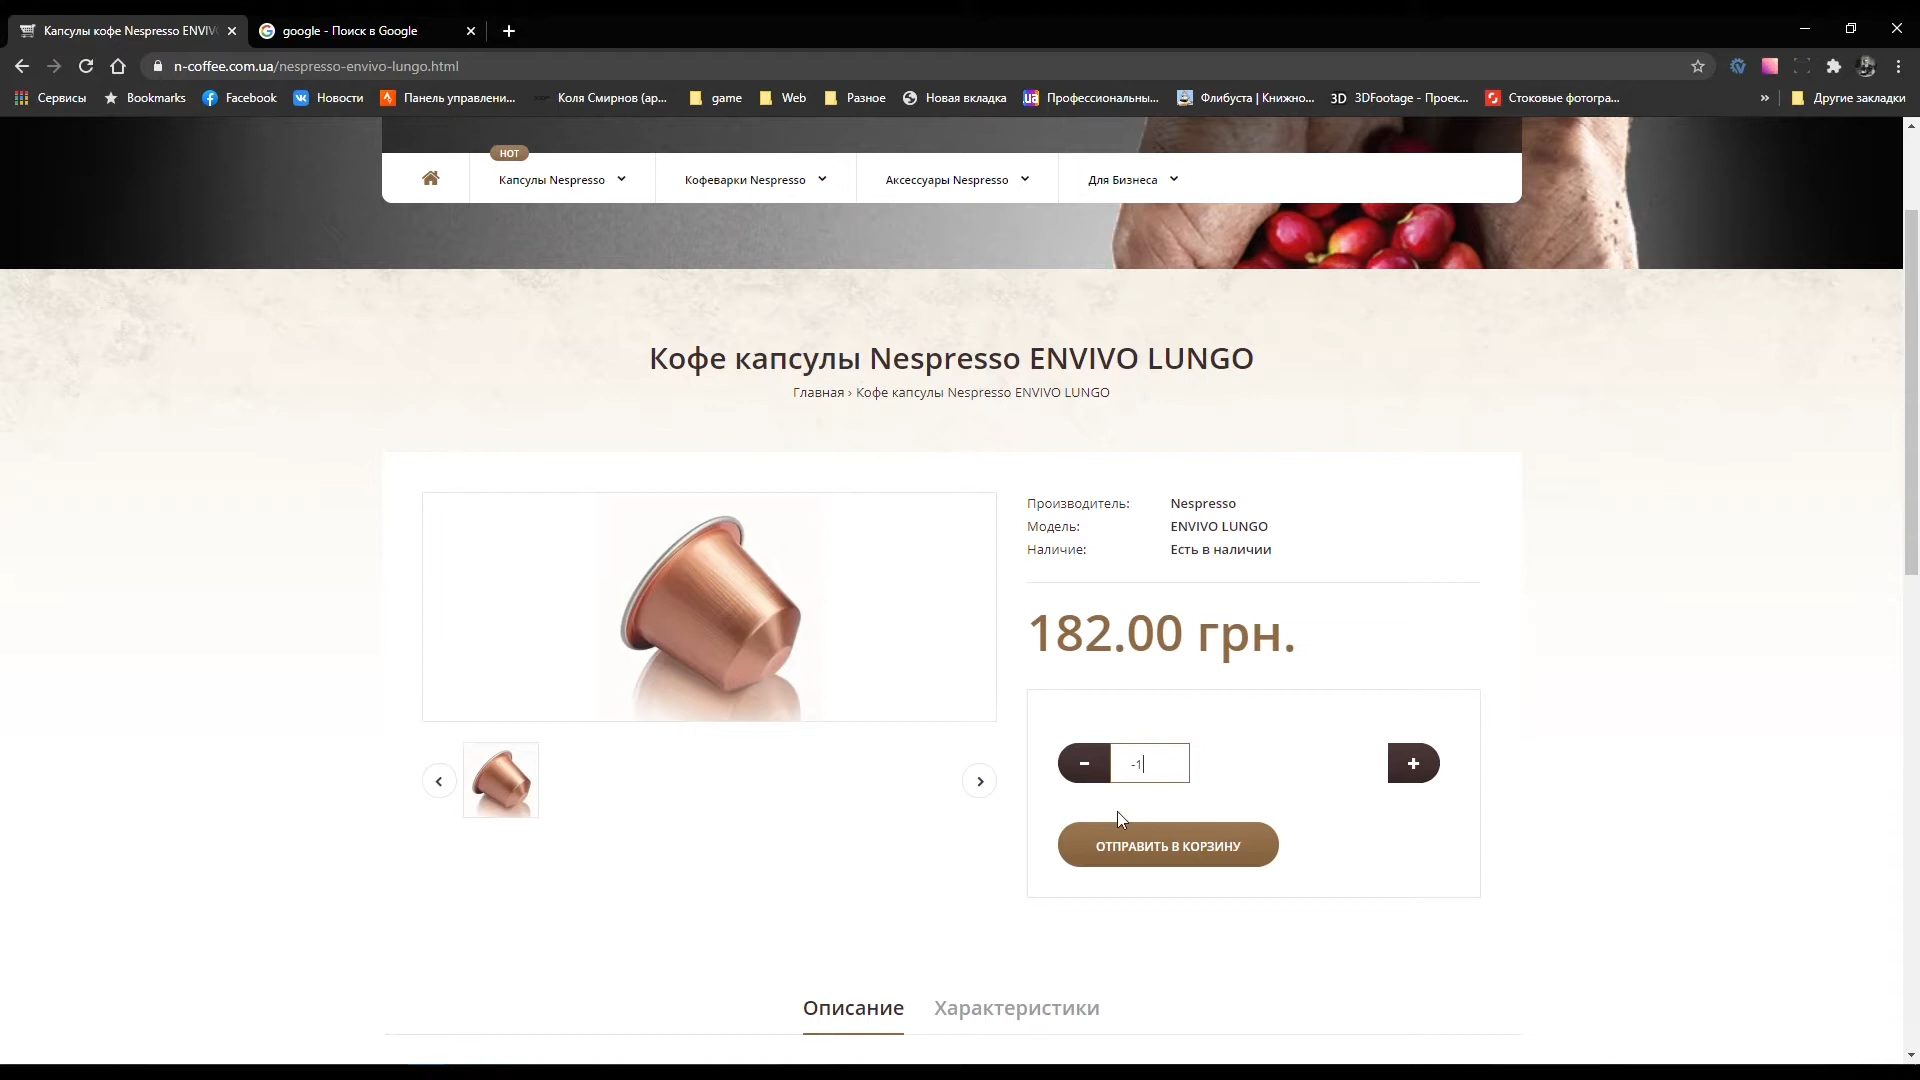 Капсулы кофе Nespresso ENVIV
google - Поиск в Google
n-coffee.com.ua/nespresso-envivo-lungo.html
Сервисы
Bookmarks
Facebook
Новости
Панель управлени...
Коля Смирнов (ар...
game
Web
Разное
Новая вкладка
Профессиональны...
Флибуста | Книжно...
3DFootage - Проек...
Стоковые фотогра...
»
Другие закладки
HOT
Капсулы Nespresso
Кофеварки Nespresso
Аксессуары Nespresso
Для Бизнеса
Кофе капсулы Nespresso ENVIVO LUNGO
Главная › Кофе капсулы Nespresso ENVIVO LUNGO
Производитель: Nespresso
Модель: ENVIVO LUNGO
Наличие: Есть в наличии
182.00 грн.
-1
ОТПРАВИТЬ В КОРЗИНУ
Описание
Характеристики